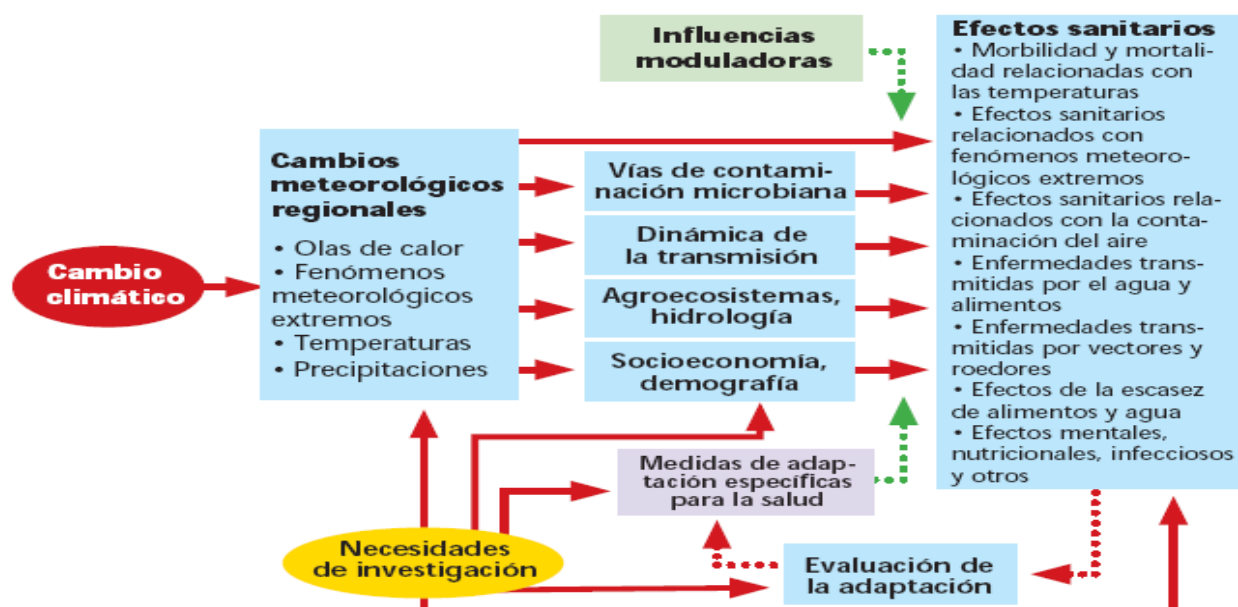 Influencias
moduladoras
Efectos sanitarios
• Morbilidad y mortali-
dad relacionadas con
las temperaturas
• Efectos sanitarios
relacionados con
fenómenos meteoro-
lógicos extremos
• Efectos sanitarios rela-
cionados con la conta-
minación del aire
• Enfermedades trans-
mitidas por el agua y
alimentos
• Enfermedades trans-
mitidas por vectores y
roedores
• Efectos de la escasez
de alimentos y agua
• Efectos mentales,
nutricionales, infecciosos
y otros
Cambios
meteorológicos
regionales
• Olas de calor
• Fenómenos
meteorológicos
extremos
• Temperaturas
• Precipitaciones
Vías de contami-
nación microbiana
Dinámica de
la transmisión
Agroecosistemas,
hidrología
Socioeconomía,
demografía
Cambio
climático
Medidas de adap-
tación específicas
para la salud
Necesidades
de investigación
Evaluación de
la adaptación